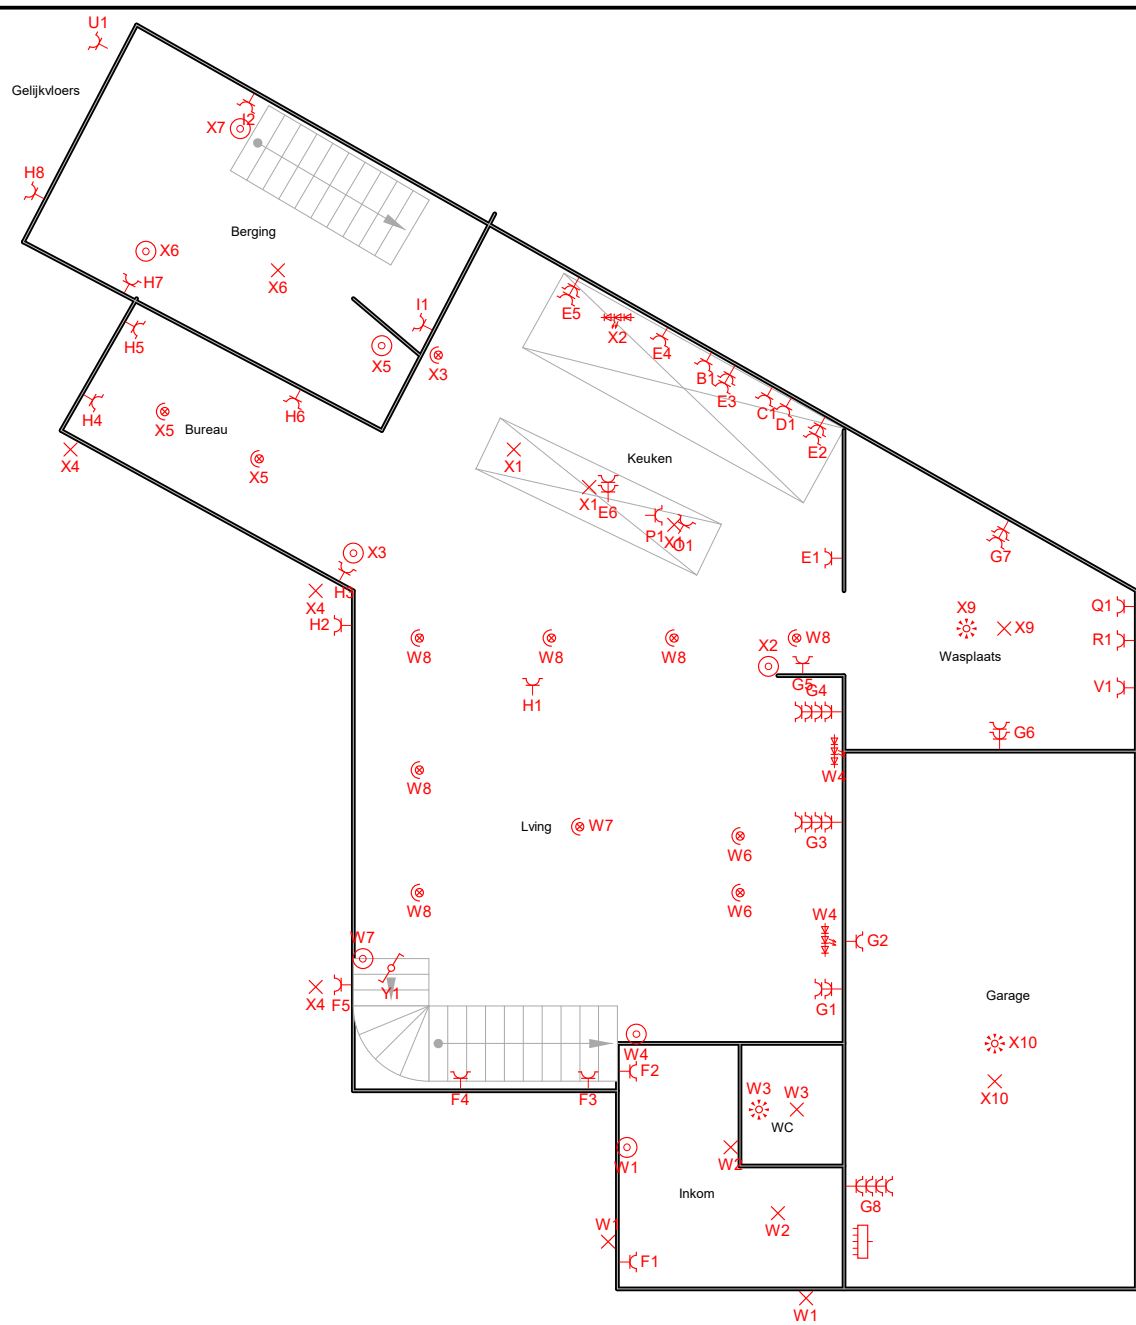 U1
Gelijkvloers
I2
X7
H8
Berging
X6
X6
H7
E5
X2
I1
H5
E4
X5
X3
B1
E3
C1
D1
H4
X5
H6
Bureau
E2
X4
X5
Keuken
X1
X1
E6
P1
X1
O1
X3
E1
G7
H3
X4
H2
Q1
X9
X9
R1
W8
W8
W8
W8
X2
Wasplaats
G5
G4
V1
H1
G6
W4
W8
Lving
W7
G3
W6
W8
W6
W4
W7
G2
X4
F5
Y1
G1
Garage
X10
W4
F2
F4
F3
W3
W3
X10
WC
W1
W2
Inkom
G8
W1
W2
F1
W1